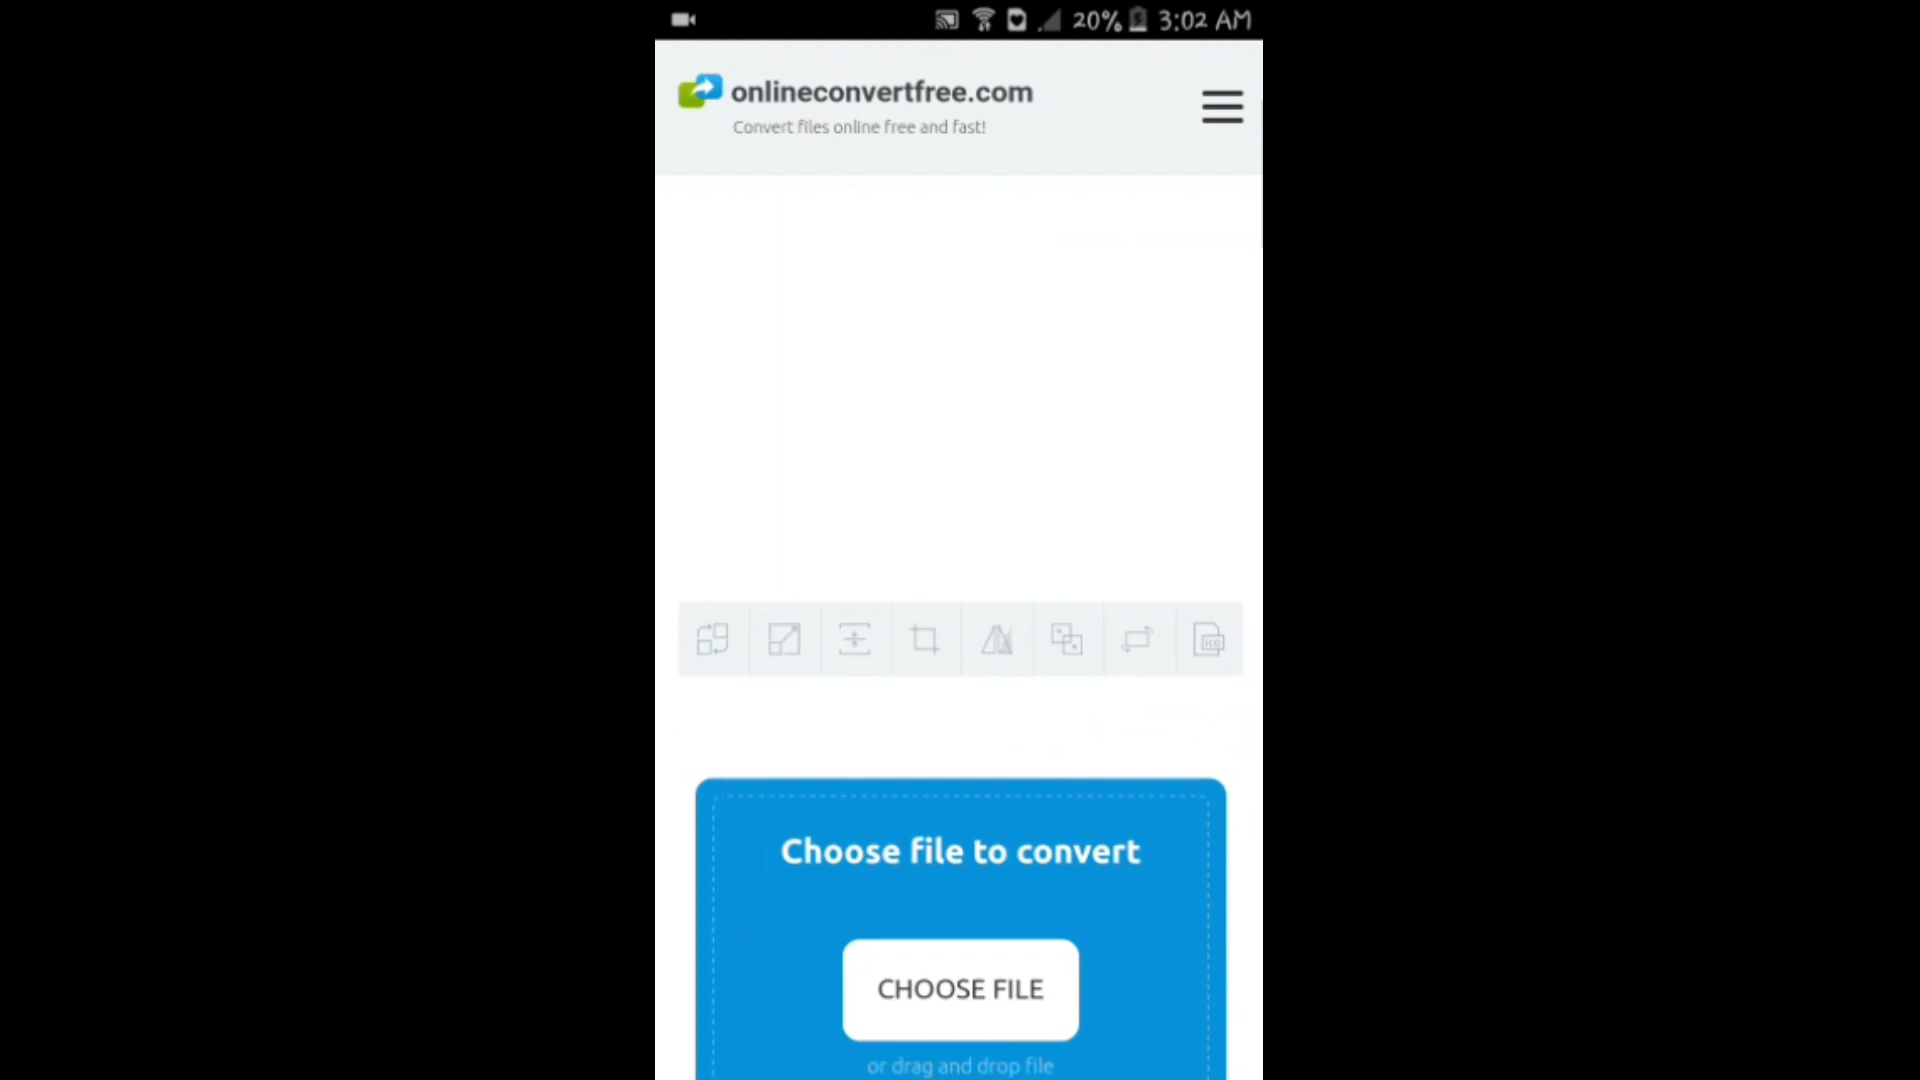 20% 3:02 AM
onlineconvertfree.com
Convert files online free and fast!
ICO
Choose file to convert
CHOOSE FILE
or drag and drop file